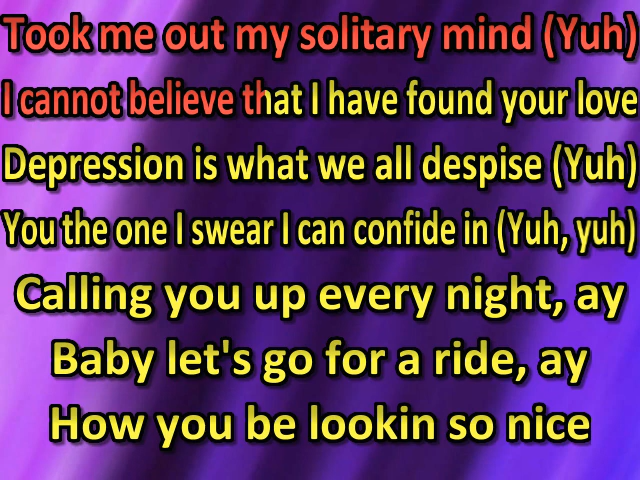 Took me out my solitary mind (Yuh)
I cannot believe that I have found your love
Depression is what we all despise (Yuh)
You the one I swear I can confide in (Yuh, yuh)
Calling you up every night, ay
Baby let's go for a ride, ay
How you be lookin so nice